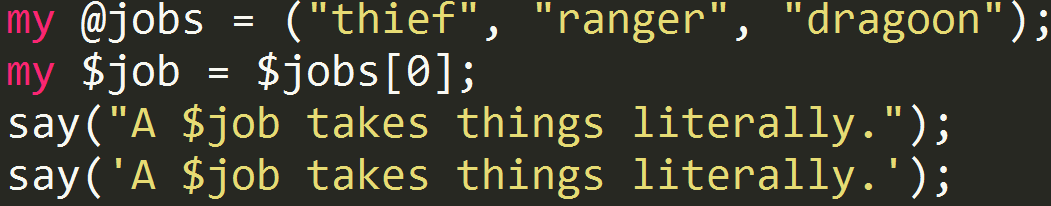 my @jobs = ("thief", "ranger", "dragoon");
my $job = $jobs[0];
say("A $job takes things literally.");
say('A $job takes things literally.');